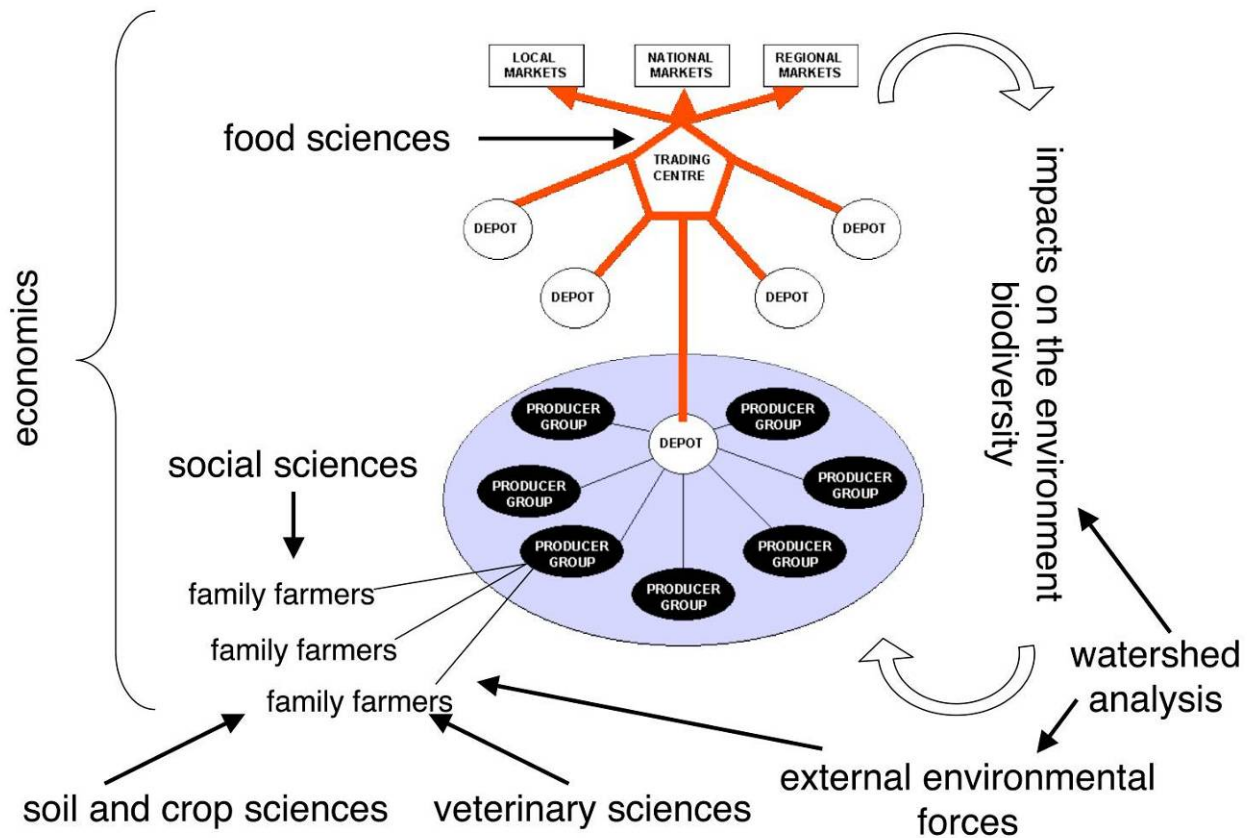 LOCAL
MARKETS
NATIONAL
MARKETS
REGIONAL
MARKETS
food sciences
TRADING
CENTRE
DEPOT
DEPOT
DEPOT
DEPOT
economics
impacts on the environment
biodiversity
PRODUCER
GROUP
PRODUCER
GROUP
DEPOT
social sciences
PRODUCER
GROUP
PRODUCER
GROUP
PRODUCER
GROUP
PRODUCER
GROUP
PRODUCER
GROUP
family farmers
family farmers
family farmers
watershed
analysis
soil and crop sciences
veterinary sciences
external environmental
forces